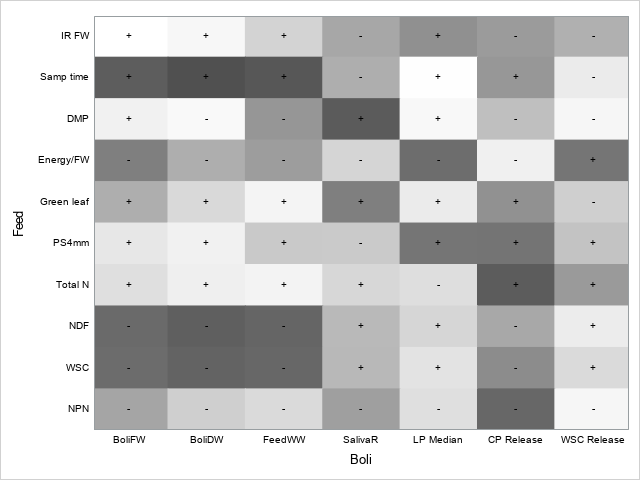 IR FW + + + - + - -
Samp time + + + - + + -
DMP + - - + + - -
Energy/FW - - - - - - +
Green leaf + + + + + + -
PS4mm + + + - + + +
Total N + + + + - + +
NDF - - - + + - +
WSC - - - + + - +
NPN - - - - - - -
BoliFW BoliDW FeedWW SalivaR LP Median CP Release WSC Release
Feed
Boli